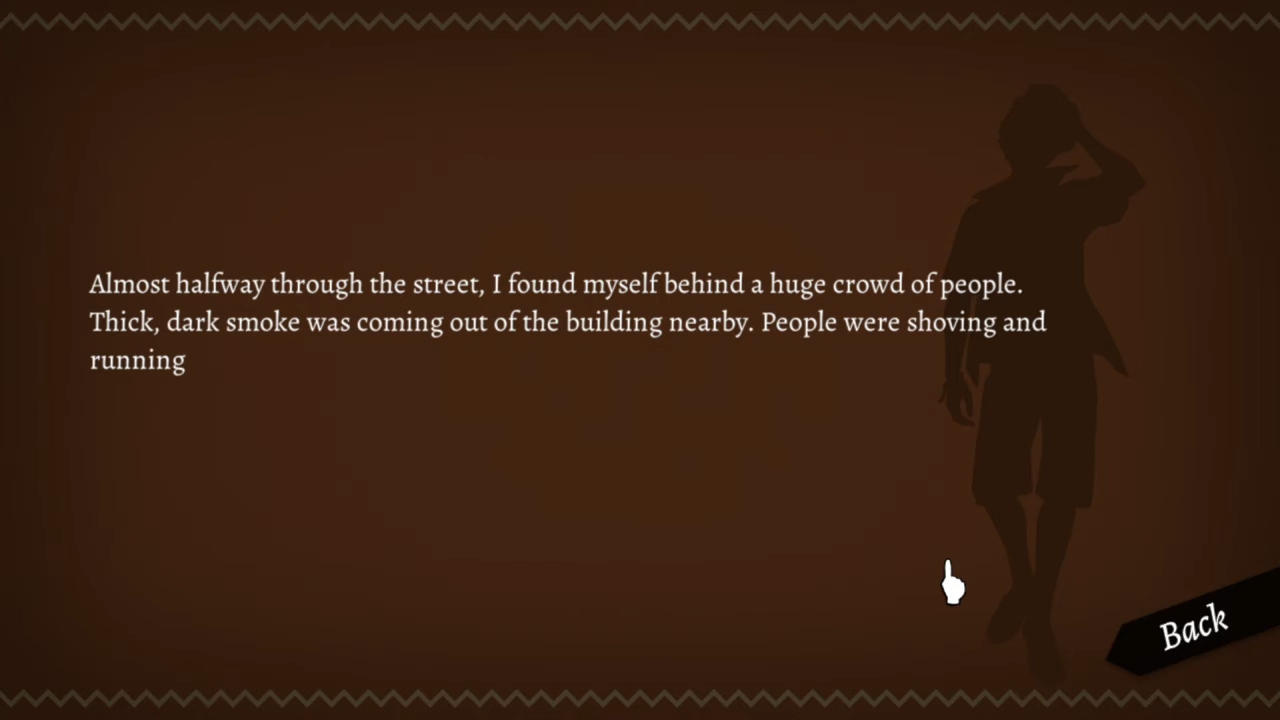 Almost halfway through the street, I found myself behind a huge crowd of people.
Thick, dark smoke was coming out of the building nearby. People were shoving and
running
Back